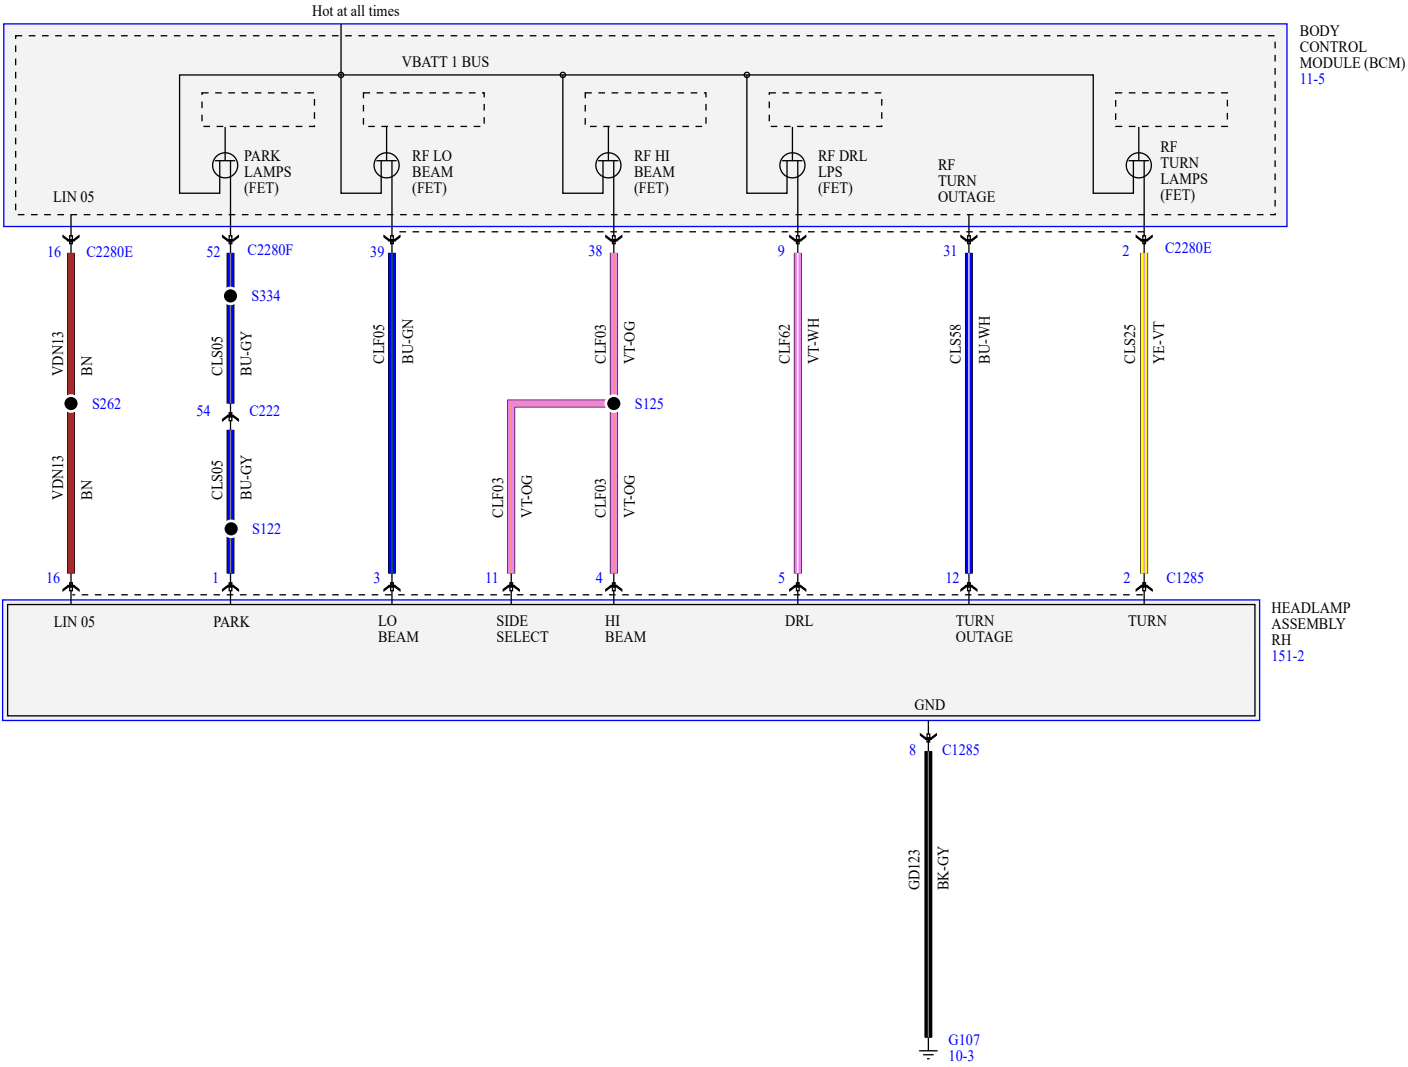 Hot at all times
BODY
CONTROL
MODULE (BCM)
11-5
VBATT 1 BUS
PARK
LAMPS
(FET)
RF LO
BEAM
(FET)
RF HI
BEAM
(FET)
RF DRL
LPS
(FET)
RF
TURN
OUTAGE
RF
TURN
LAMPS
(FET)
LIN 05
16
C2280E
52
C2280F
39
38
9
31
2
C2280E
S334
VDN13
BN
CLS05
BU-GY
CLF05
BU-GN
CLF03
VT-OG
CLF62
VT-WH
CLS58
BU-WH
CLS25
YE-VT
S262
54
C222
S125
VDN13
BN
CLS05
BU-GY
CLF03
VT-OG
CLF03
VT-OG
S122
16
1
3
11
4
5
12
2
C1285
LIN 05
PARK
LO
BEAM
SIDE
SELECT
HI
BEAM
DRL
TURN
OUTAGE
TURN
HEADLAMP
ASSEMBLY
RH
151-2
GND
8
C1285
GD123
BK-GY
G107
10-3